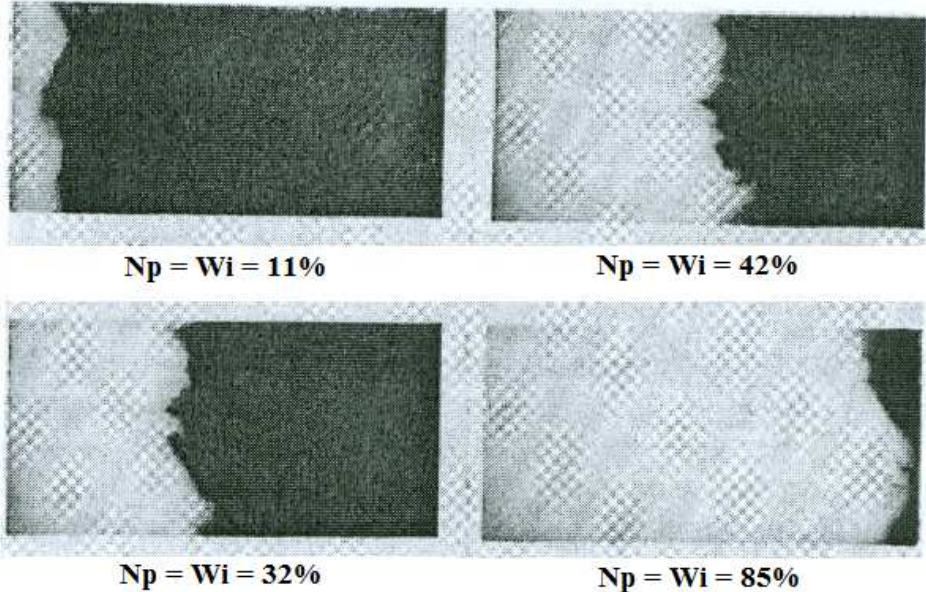 Np = Wi = 11%
Np = Wi = 42%
Np = Wi = 32%
Np = Wi = 85%